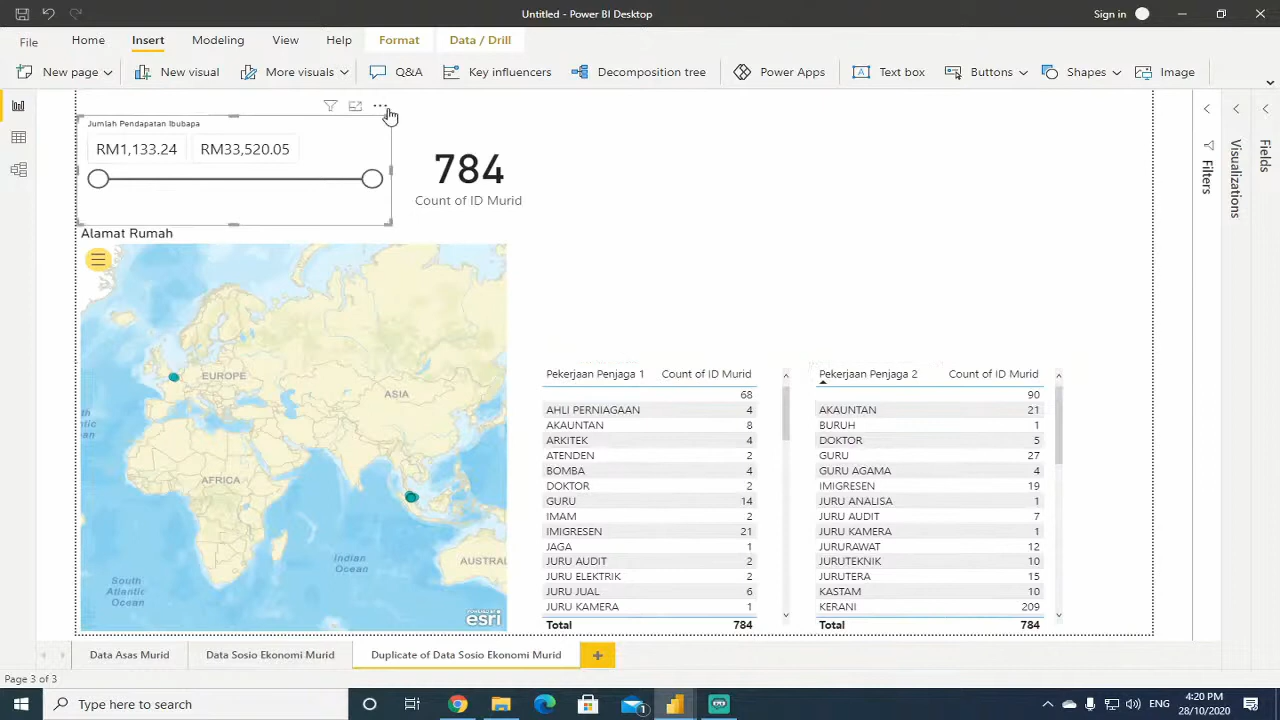 Untitled - Power BI Desktop
Sign in
File Home Insert Modeling View Help Format Data / Drill
New page New visual More visuals Q&A Key influencers Decomposition tree Power Apps Text box Buttons Shapes Image
Jumlah Pendapatan Ibubapa
RM1,133.24 RM33,520.05
784
Count of ID Murid
Filters
Visualizations
Fields
Alamat Rumah
EUROPE
ASIA
AFRICA
Indian
Ocean
South
Atlantic
Ocean
AUSTRAL
POWERED BY
esri
Pekerjaan Penjaga 1 Count of ID Murid
68
AHLI PERNIAGAAN 4
AKAUNTAN 8
ARKITEK 4
ATENDEN 2
BOMBA 4
DOKTOR 2
GURU 14
IMAM 2
IMIGRESEN 21
JAGA 1
JURU AUDIT 2
JURU ELEKTRIK 2
JURU JUAL 6
JURU KAMERA 1
Total 784
Pekerjaan Penjaga 2 Count of ID Murid
90
AKAUNTAN 21
BURUH 1
DOKTOR 5
GURU 27
GURU AGAMA 4
IMIGRESEN 19
JURU ANALISA 1
JURU AUDIT 7
JURU KAMERA 1
JURURAWAT 12
JURUTEKNIK 10
JURUTERA 15
KASTAM 10
KERANI 209
Total 784
Data Asas Murid Data Sosio Ekonomi Murid Duplicate of Data Sosio Ekonomi Murid
Page 3 of 3
Type here to search
1
4:20 PM
28/10/2020